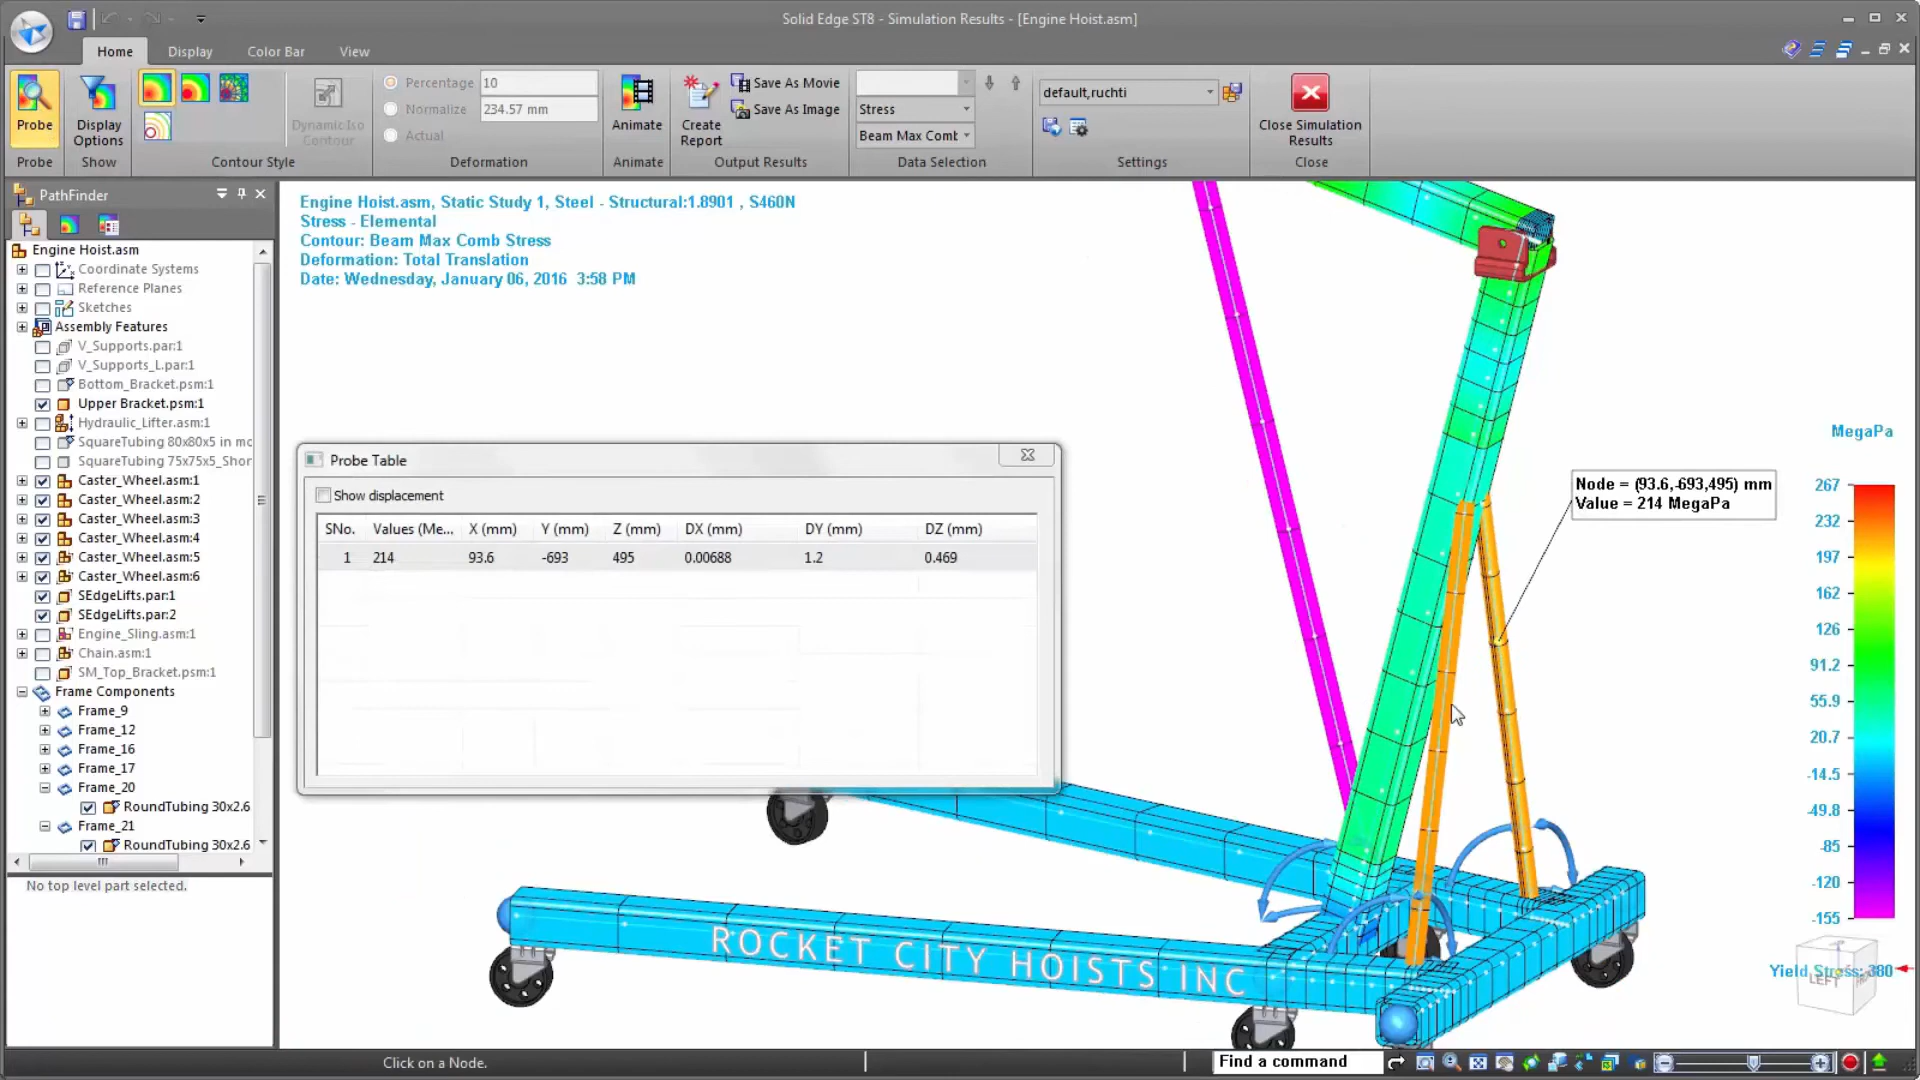 Solid Edge ST8 - Simulation Results - [Engine Hoist.asm]
Home Display Color Bar View
Probe
Display Options
Dynamic Iso Contour
Percentage 10
Normalize 234.57 mm
Actual
Animate
Create Report
Save As Movie
Save As Image
Stress
Beam Max Comb
default,ruchti
Close Simulation Results
Probe Show Contour Style Deformation Animate Output Results Data Selection Settings Close
PathFinder
Engine Hoist.asm
Coordinate Systems
Reference Planes
Sketches
Assembly Features
V_Supports.par:1
V_Supports_L.par:1
Bottom_Bracket.psm:1
Upper Bracket.psm:1
Hydraulic_Lifter.asm:1
SquareTubing 80x80x5 in mc
SquareTubing 75x75x5_Shor
Caster_Wheel.asm:1
Caster_Wheel.asm:2
Caster_Wheel.asm:3
Caster_Wheel.asm:4
Caster_Wheel.asm:5
Caster_Wheel.asm:6
SEdgeLifts.par:1
SEdgeLifts.par:2
Engine_Sling.asm:1
Chain.asm:1
SM_Top_Bracket.psm:1
Frame Components
Frame_9
Frame_12
Frame_16
Frame_17
Frame_20
RoundTubing 30x2.6
Frame_21
RoundTubing 30x2.6
No top level part selected.
Engine Hoist.asm, Static Study 1, Steel - Structural:1.8901 , S460N
Stress - Elemental
Contour: Beam Max Comb Stress
Deformation: Total Translation
Date: Wednesday, January 06, 2016 3:58 PM
Probe Table
Show displacement
SNo. Values (Me... X (mm) Y (mm) Z (mm) DX (mm) DY (mm) DZ (mm)
1 214 93.6 -693 495 0.00688 1.2 0.469
Node = (93.6,-693,495) mm
Value = 214 MegaPa
MegaPa
267
232
197
162
126
91.2
55.9
20.7
-14.5
-49.8
-85
-120
-155
Yield Stress: 380
LEFT
ROCKET CITY HOISTS INC
Click on a Node.
Find a command